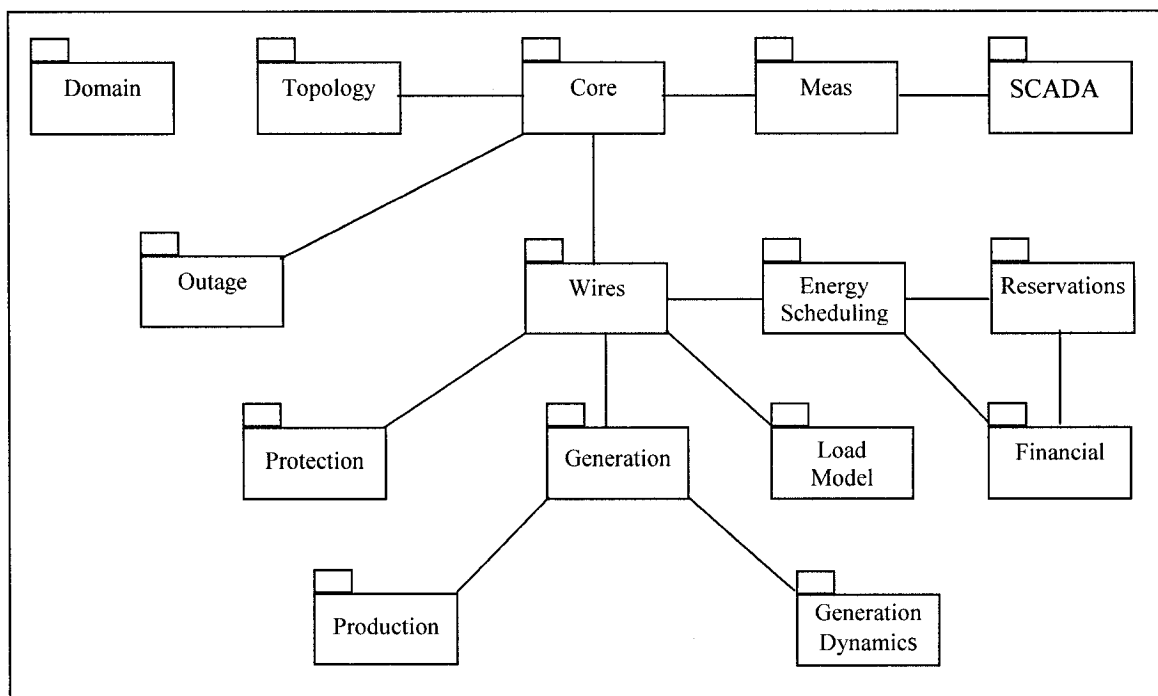 Domain
Topology
Core
Meas
SCADA
Outage
Wires
Energy
Scheduling
Reservations
Protection
Generation
Load
Model
Financial
Production
Generation
Dynamics